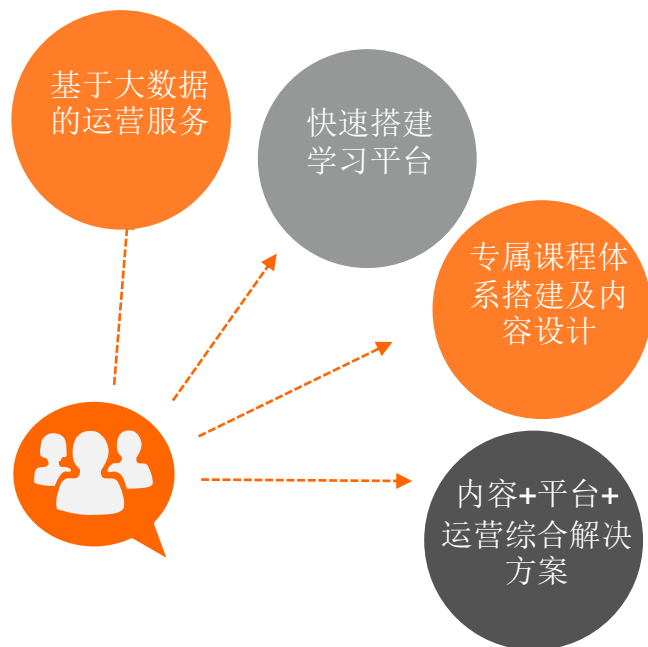 基于大数据
的运营服务
快速搭建
学习平台
专属课程体
系搭建及内
容设计
内容+平台+
运营综合解决
方案